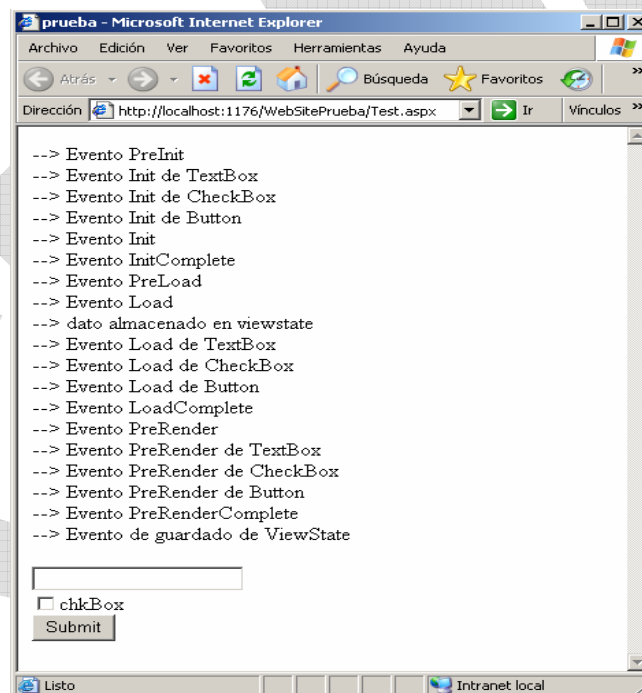 prueba - Microsoft Internet Explorer
Archivo Edición Ver Favoritos Herramientas Ayuda
Atrás Búsqueda Favoritos »
Dirección http://localhost:1176/WebSitePrueba/Test.aspx Ir Vínculos »
--> Evento PreInit
--> Evento Init de TextBox
--> Evento Init de CheckBox
--> Evento Init de Button
--> Evento Init
--> Evento InitComplete
--> Evento PreLoad
--> Evento Load
--> dato almacenado en viewstate
--> Evento Load de TextBox
--> Evento Load de CheckBox
--> Evento Load de Button
--> Evento LoadComplete
--> Evento PreRender
--> Evento PreRender de TextBox
--> Evento PreRender de CheckBox
--> Evento PreRender de Button
--> Evento PreRenderComplete
--> Evento de guardado de ViewState
chkBox
Submit
Listo Intranet local